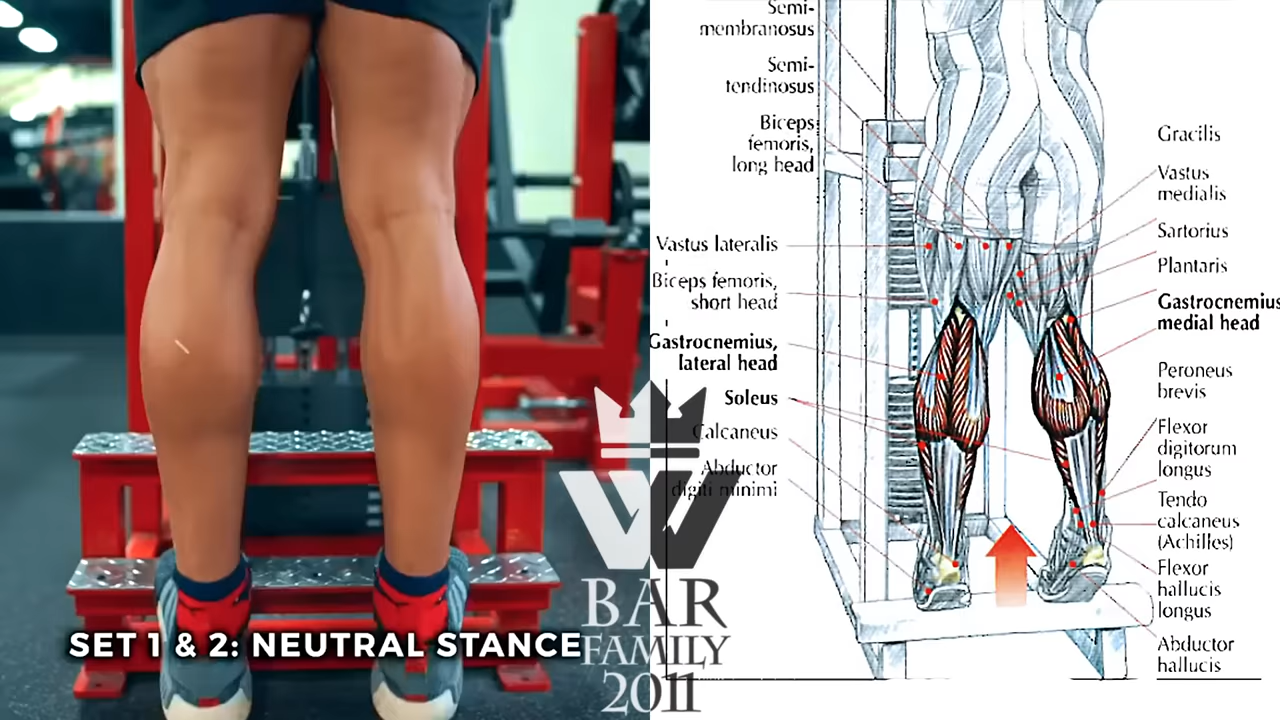 SET 1 & 2: NEUTRAL STANCE
Semi-
membranosus
Semi-
tendinosus
Biceps
femoris,
long head
Vastus lateralis
Biceps femoris,
short head
Gastrocnemius,
lateral head
Soleus
Calcaneus
Abductor
digiti minimi
Gracilis
Vastus
medialis
Sartorius
Plantaris
Gastrocnemius
medial head
Peroneus
brevis
Flexor
digitorum
longus
Tendo
calcaneus
(Achilles)
Flexor
hallucis
longus
Abductor
hallucis
W
BAR
FAMILY
2011